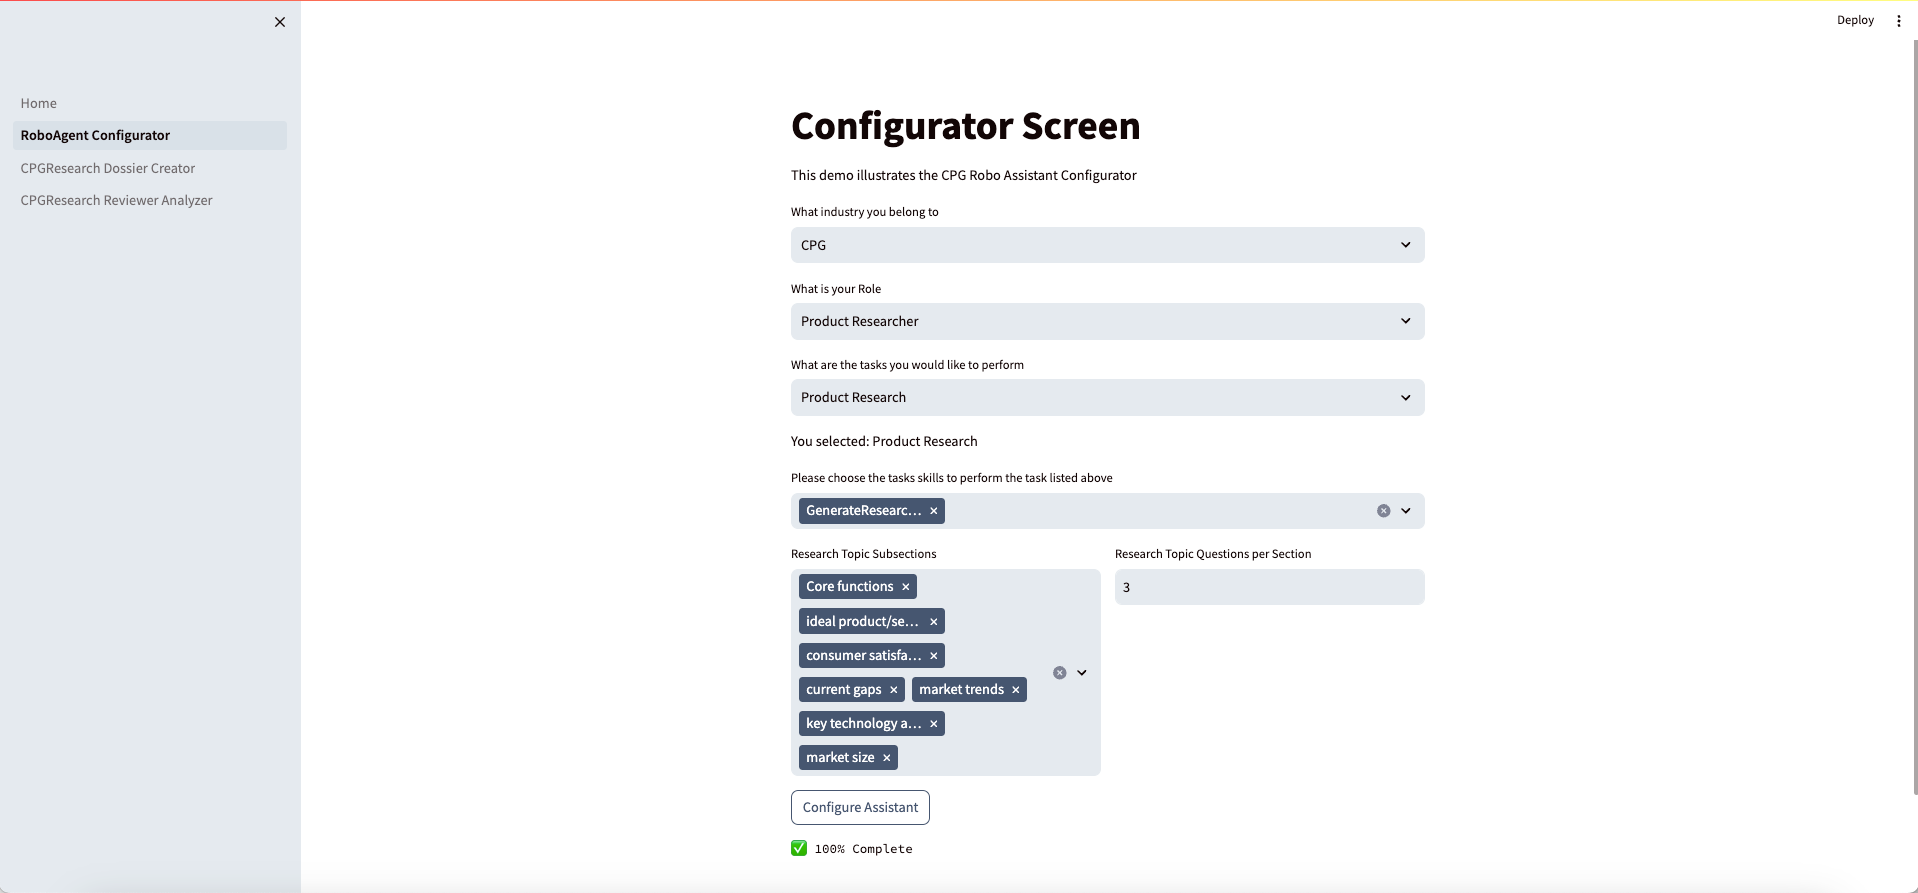 Deploy
Home
RoboAgent Configurator
CPGResearch Dossier Creator
CPGResearch Reviewer Analyzer
Configurator Screen
This demo illustrates the CPG Robo Assistant Configurator
What industry you belong to
CPG
What is your Role
Product Researcher
What are the tasks you would like to perform
Product Research
You selected: Product Research
Please choose the tasks skills to perform the task listed above
GenerateResearc...
Research Topic Subsections
Core functions
ideal product/se...
consumer satisfa...
current gaps market trends
key technology a...
market size
Research Topic Questions per Section
3
Configure Assistant
100% Complete